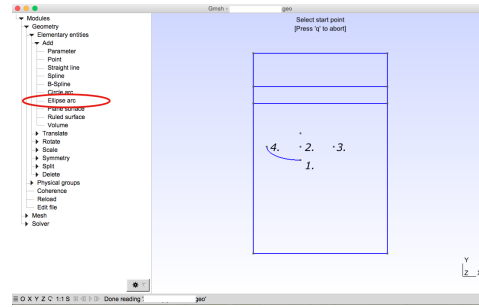 Gmsh - geo
Modules
Geometry
Elementary entities
Add
Parameter
Point
Straight line
Spline
B-Spline
Circle arc
Ellipse arc
Plane surface
Ruled surface
Volume
Translate
Rotate
Scale
Symmetry
Split
Delete
Physical groups
Coherence
Reload
Edit file
Mesh
Solver
Select start point
[Press 'q' to abort]
4. 2. 3.
1.
Y
Z X
O X Y Z 1:1 S Done reading ' geo'